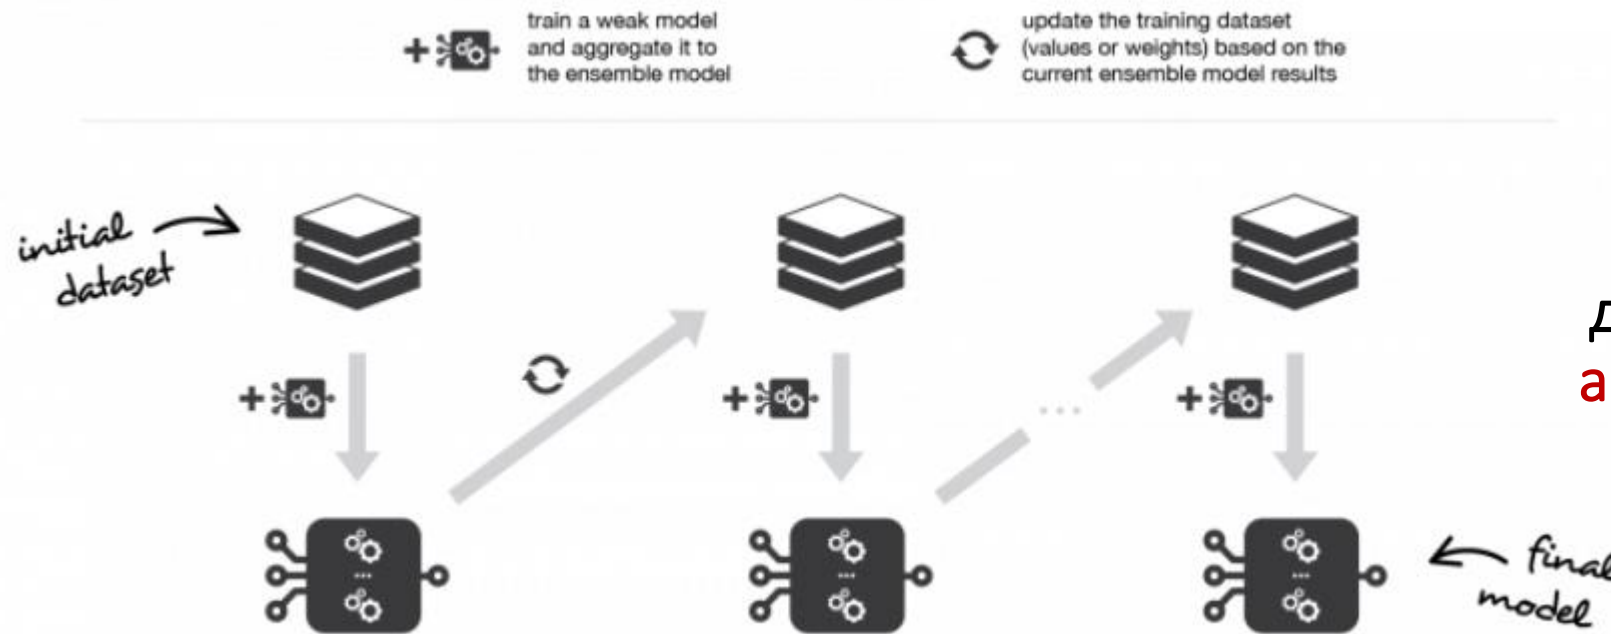 train a weak model
and aggregate it to
the ensemble model
update the training dataset
(values or weights) based on the
current ensemble model results
initial
dataset
...
final
model